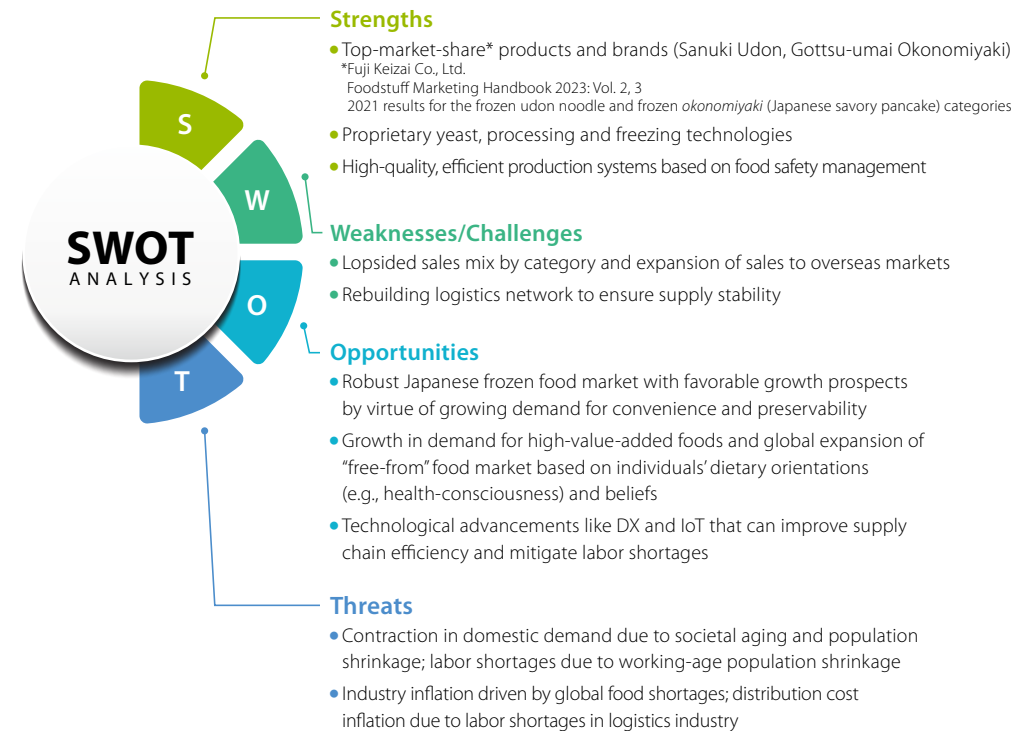 SWOT
ANALYSIS
S
W
O
T
Strengths
• Top-market-share* products and brands (Sanuki Udon, Gottsu-umai Okonomiyaki)
*Fuji Keizai Co., Ltd.
Foodstuff Marketing Handbook 2023: Vol. 2, 3
2021 results for the frozen udon noodle and frozen okonomiyaki (Japanese savory pancake) categories
• Proprietary yeast, processing and freezing technologies
• High-quality, efficient production systems based on food safety management
Weaknesses/Challenges
• Lopsided sales mix by category and expansion of sales to overseas markets
• Rebuilding logistics network to ensure supply stability
Opportunities
• Robust Japanese frozen food market with favorable growth prospects
by virtue of growing demand for convenience and preservability
• Growth in demand for high-value-added foods and global expansion of
“free-from” food market based on individuals’ dietary orientations
(e.g., health-consciousness) and beliefs
• Technological advancements like DX and IoT that can improve supply
chain efficiency and mitigate labor shortages
Threats
• Contraction in domestic demand due to societal aging and population
shrinkage; labor shortages due to working-age population shrinkage
• Industry inflation driven by global food shortages; distribution cost
inflation due to labor shortages in logistics industry